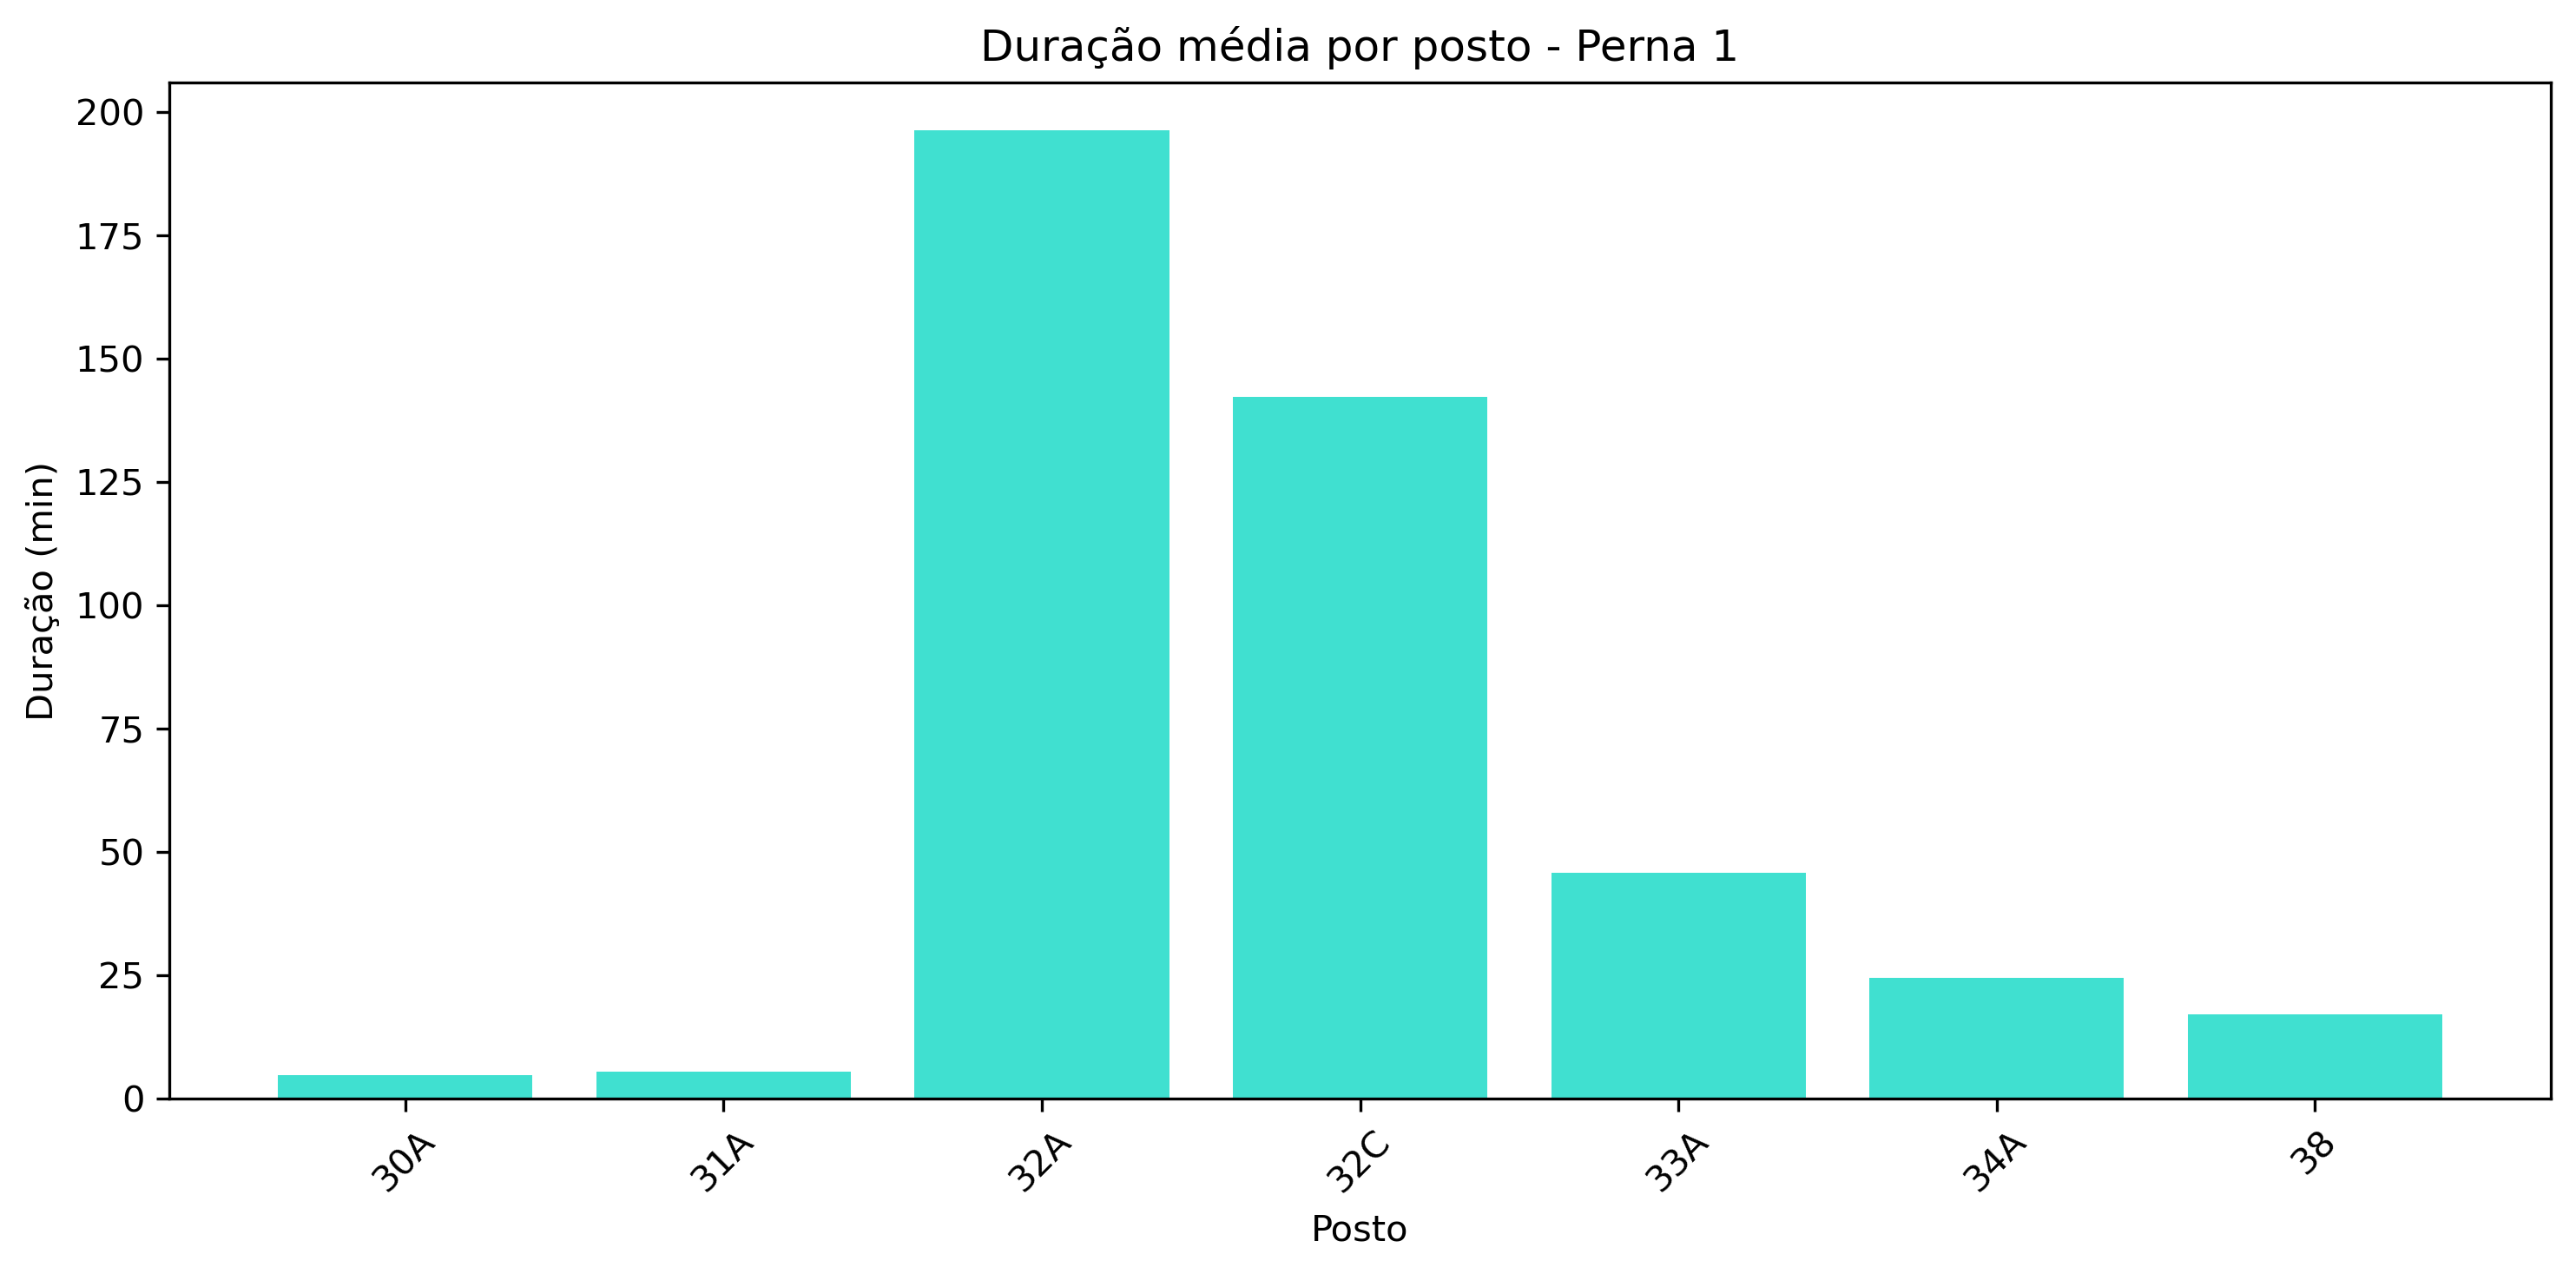 Duração média por posto - Perna 1
Duração (min)
200
175
150
125
100
75
50
25
0
30A
31A
32A
32C
33A
34A
38
Posto